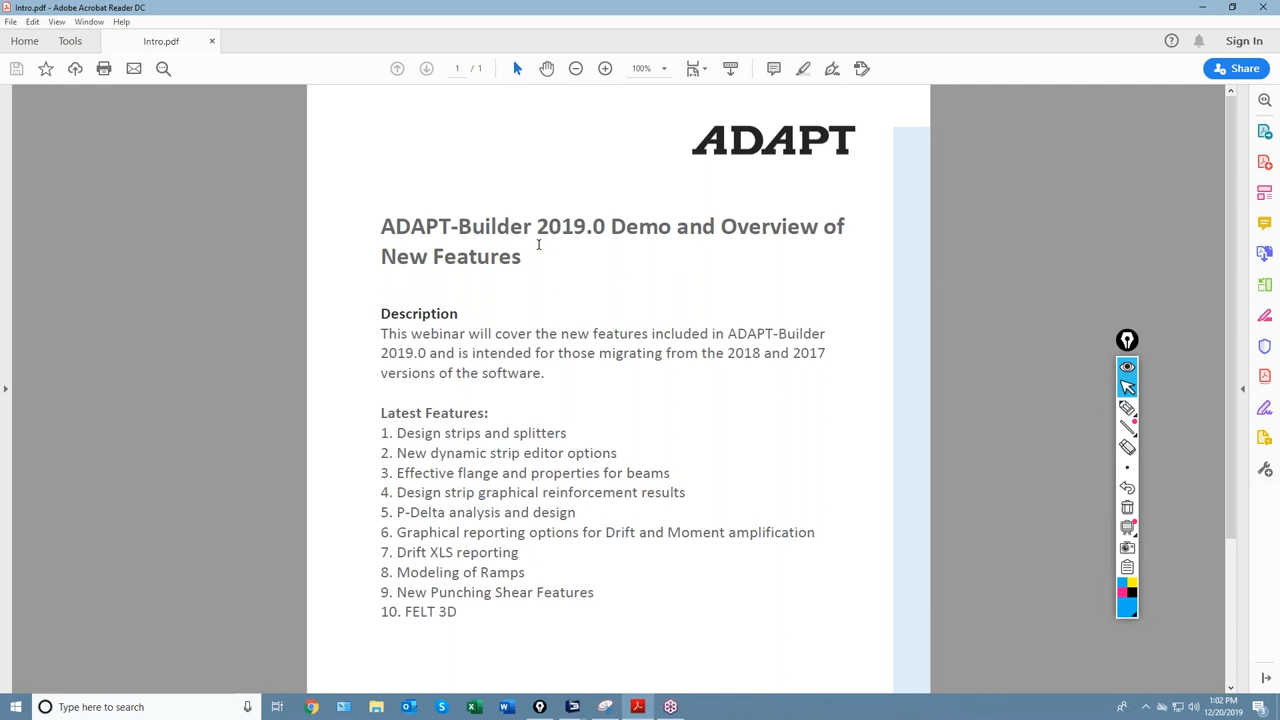 Intro.pdf - Adobe Acrobat Reader DC
File Edit View Window Help
Home Tools Intro.pdf × Sign In
1 / 1 100% Share
ADAPT
ADAPT-Builder 2019.0 Demo and Overview of
New Features
Description
This webinar will cover the new features included in ADAPT-Builder
2019.0 and is intended for those migrating from the 2018 and 2017
versions of the software.
Latest Features:
1. Design strips and splitters
2. New dynamic strip editor options
3. Effective flange and properties for beams
4. Design strip graphical reinforcement results
5. P-Delta analysis and design
6. Graphical reporting options for Drift and Moment amplification
7. Drift XLS reporting
8. Modeling of Ramps
9. New Punching Shear Features
10. FELT 3D
Type here to search
1:02 PM
12/20/2019